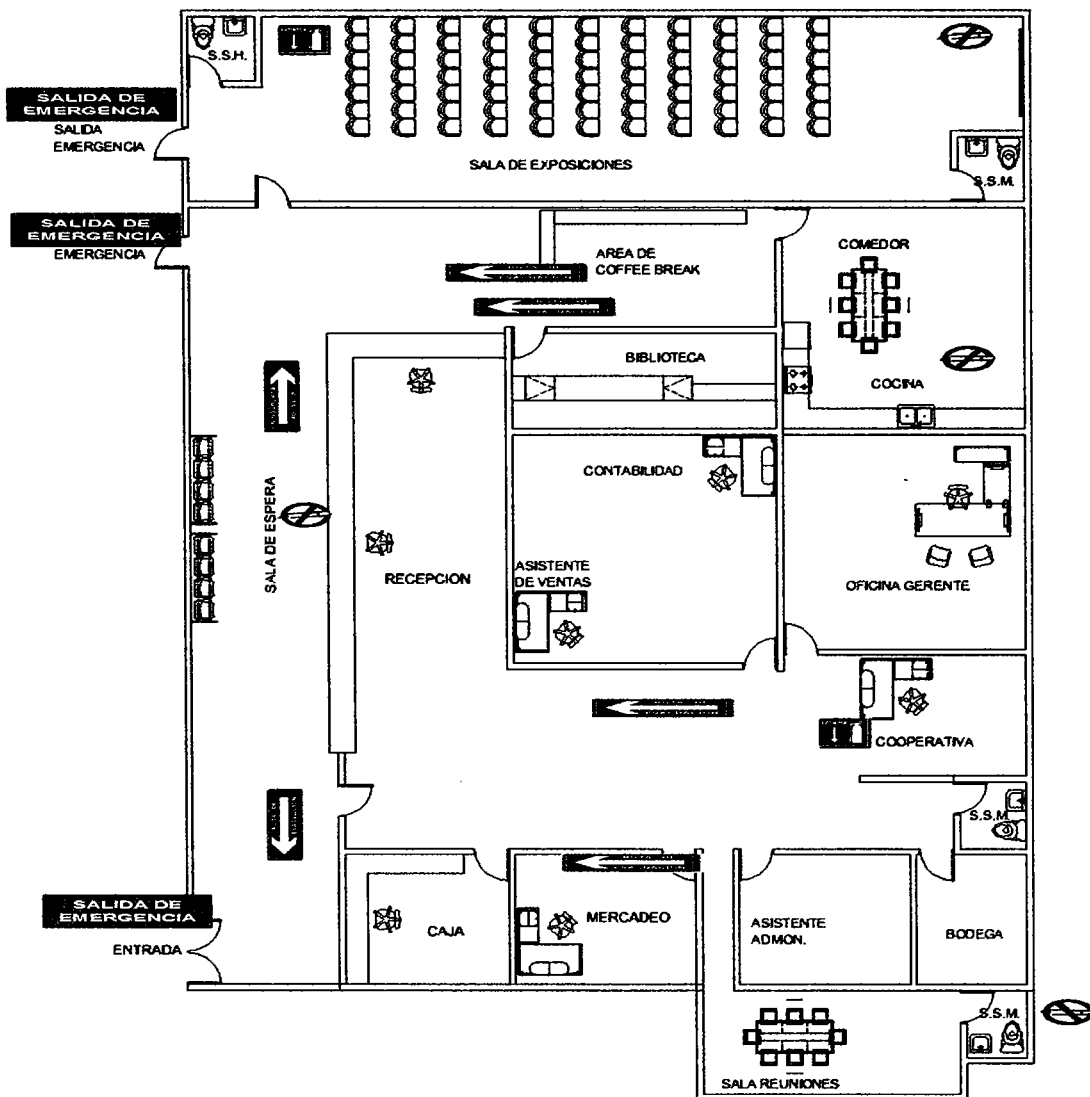 S.S.H.
SALIDA DE
EMERGENCIA
SALIDA
EMERGENCIA
SALA DE EXPOSICIONES
S.S.M.
SALIDA DE
EMERGENCIA
EMERGENCIA
AREA DE
COFFEE BREAK
COMEDOR
BIBLIOTECA
COCINA
CONTABILIDAD
SALA DE ESPERA
ASISTENTE
DE VENTAS
RECEPCION
OFICINA GERENTE
COOPERATIVA
S.S.M.
SALIDA DE
EMERGENCIA
ENTRADA
CAJA
MERCADEO
ASISTENTE
ADMON.
BODEGA
S.S.M.
SALA REUNIONES